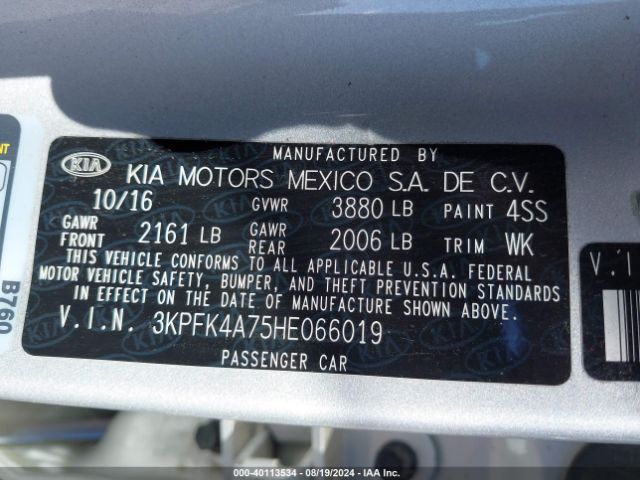 MANUFACTURED BY
KIA KIA MOTORS MEXICO S.A. DE C.V.
10/16 GVWR 3880 LB PAINT 4SS
GAWR FRONT 2161 LB GAWR REAR 2006 LB TRIM WK
THIS VEHICLE CONFORMS TO ALL APPLICABLE U.S.A. FEDERAL
MOTOR VEHICLE SAFETY, BUMPER, AND THEFT PREVENTION STANDARDS
IN EFFECT ON THE DATE OF MANUFACTURE SHOWN ABOVE.
V.I.N. 3KPFK4A75HE066019
PASSENGER CAR
B760
V.I
000-40113534 - 08/19/2024 - IAA Inc.